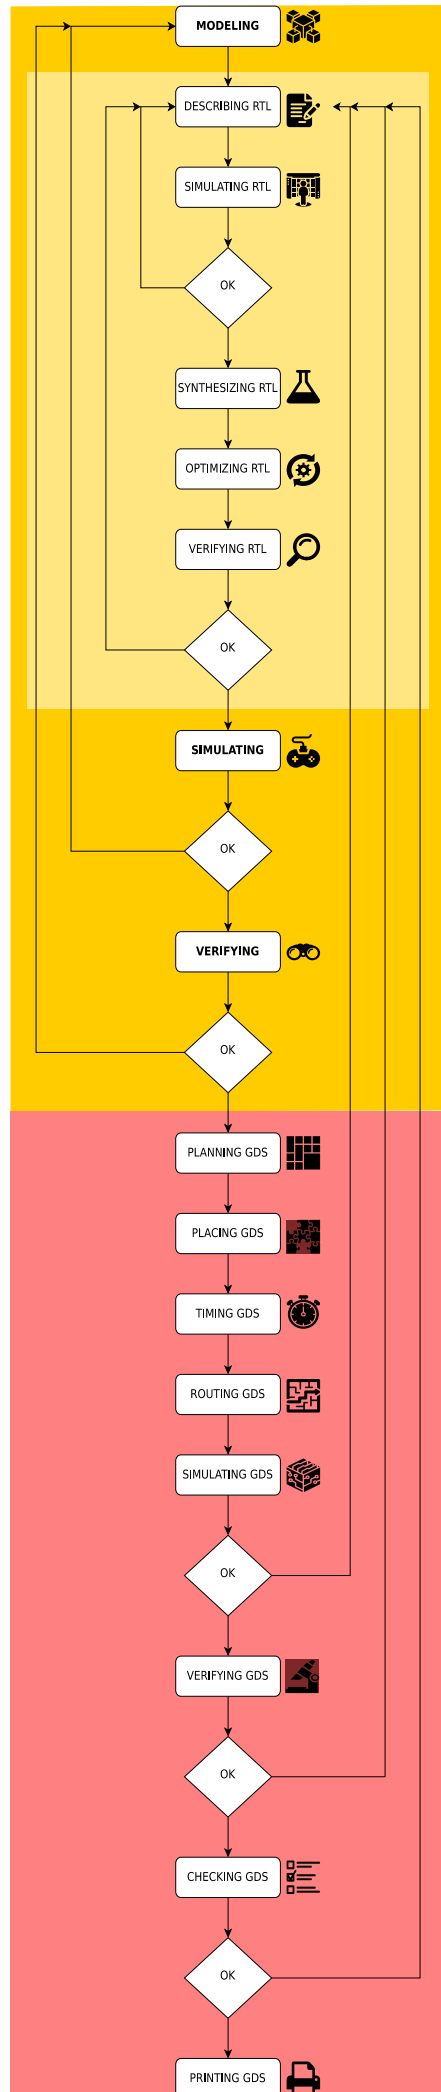 MODELING
DESCRIBING RTL
SIMULATING RTL
OK
SYNTHESIZING RTL
OPTIMIZING RTL
VERIFYING RTL
OK
SIMULATING
OK
VERIFYING
OK
PLANNING GDS
PLACING GDS
TIMING GDS
ROUTING GDS
SIMULATING GDS
OK
VERIFYING GDS
OK
CHECKING GDS
OK
PRINTING GDS